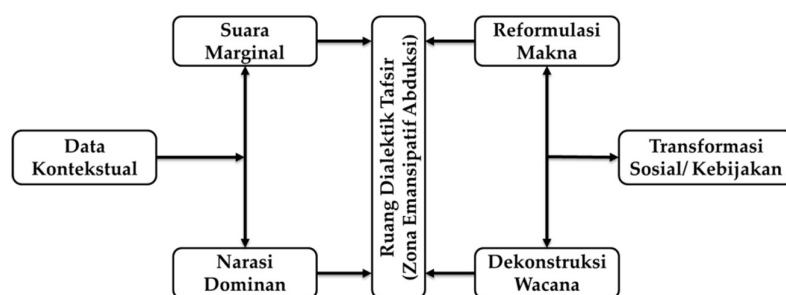 Suara
Marginal
Reformulasi
Makna
Data
Kontekstual
Ruang Dialektik Tafsir
(Zona Emansipatif Abduksi)
Transformasi
Sosial/ Kebijakan
Narasi
Dominan
Dekonstruksi
Wacana